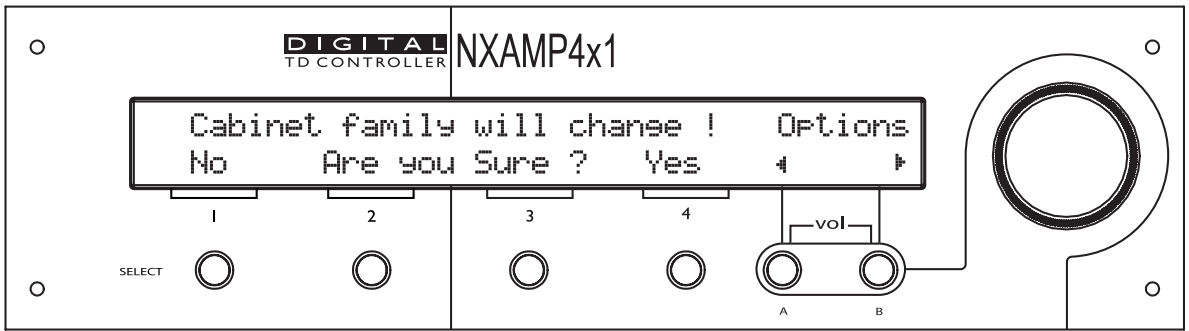 DIGITAL NXAMP4x1
TD CONTROLLER
Cabinet family will change ! Options
No Are you Sure ? Yes
1 2 3 4
vol
SELECT
A B